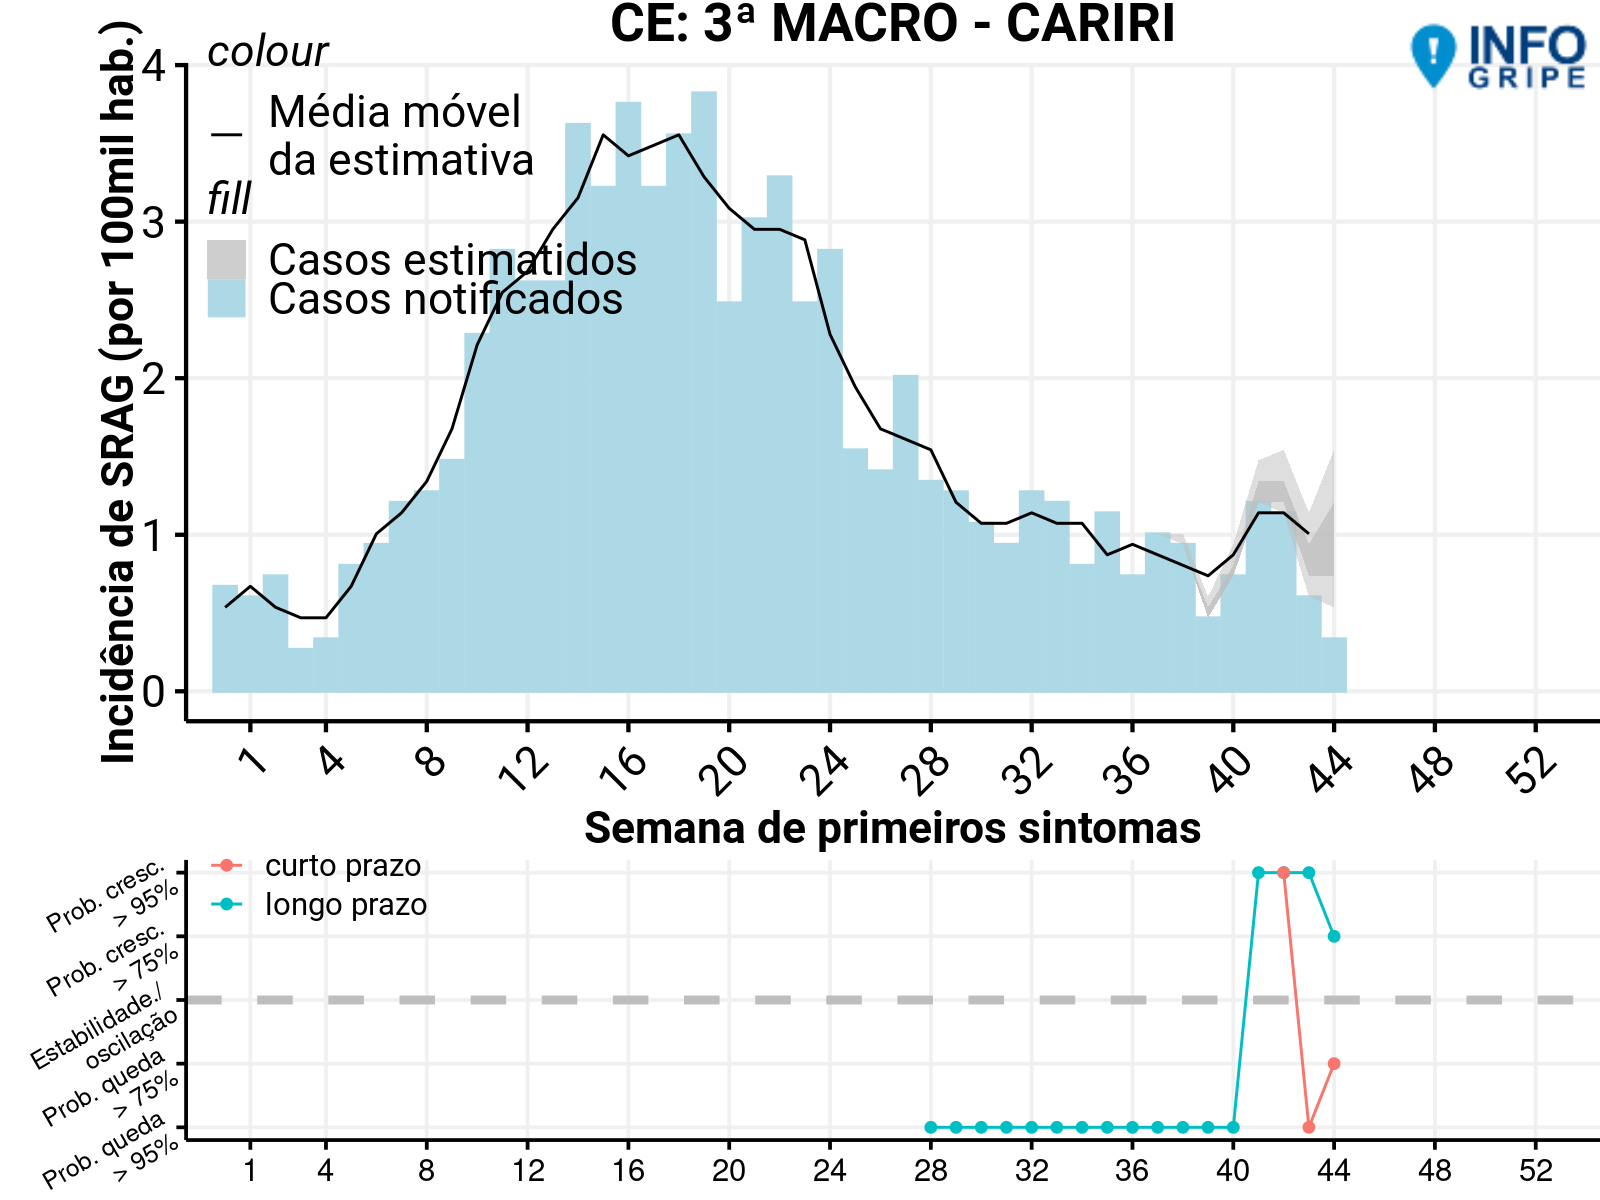 CE: 3ª MACRO - CARIRI
INFO
GRIPE
Incidência de SRAG (por 100mil hab.)
colour
Média móvel
da estimativa
fill
Casos estimatidos
Casos notificados
4
3
2
1
0
1 4 8 12 16 20 24 28 32 36 40 44 48 52
Semana de primeiros sintomas
curto prazo
longo prazo
Prob. cresc.
> 95%
Prob. cresc.
> 75%
Estabilidade./
oscilação
Prob. queda
> 75%
Prob. queda
> 95%
1 4 8 12 16 20 24 28 32 36 40 44 48 52